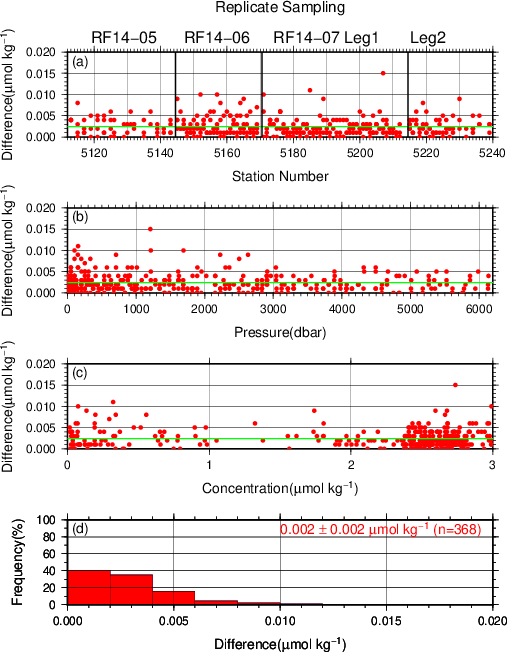 Replicate Sampling
RF14−05 RF14−06 RF14−07 Leg1 Leg2
(a)
0.020
0.015
0.010
0.005
0.000
Difference(μmol kg⁻¹)
5120 5140 5160 5180 5200 5220 5240
Station Number
(b)
0.020
0.015
0.010
0.005
0.000
Difference(μmol kg⁻¹)
0 1000 2000 3000 4000 5000 6000
Pressure(dbar)
(c)
0.020
0.015
0.010
0.005
0.000
Difference(μmol kg⁻¹)
0 1 2 3
Concentration(μmol kg⁻¹)
(d)
0.002 ± 0.002 μmol kg⁻¹ (n=368)
100
80
60
40
20
0
Frequency(%)
0.000 0.005 0.010 0.015 0.020
Difference(μmol kg⁻¹)